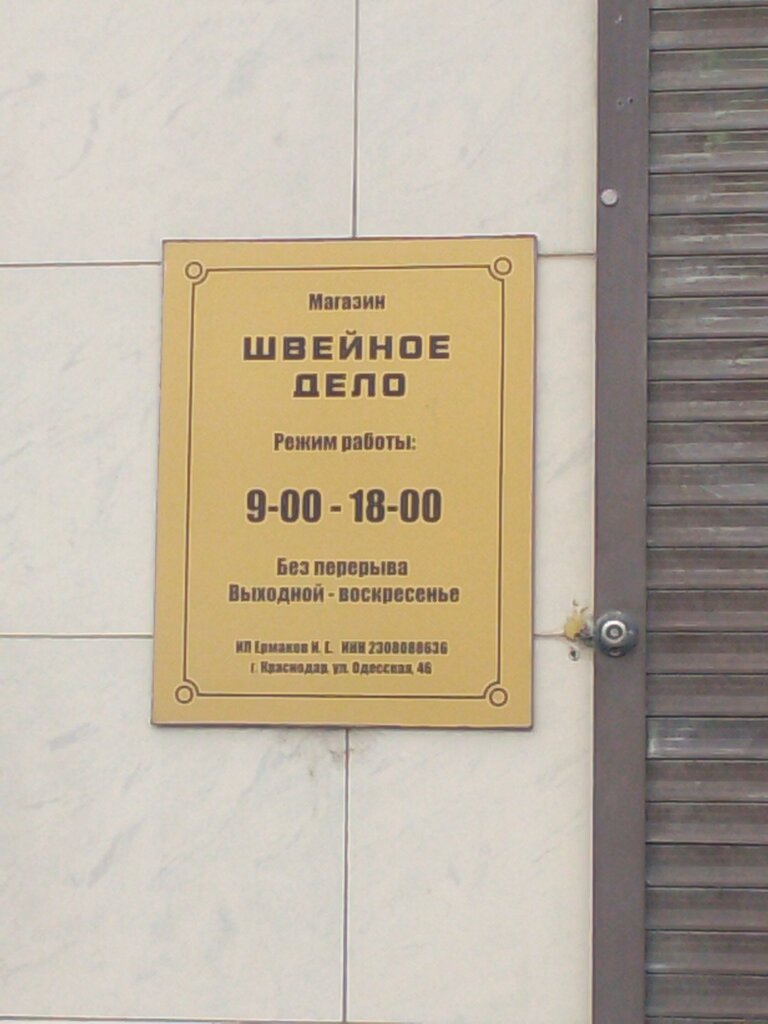 Магазин
ШВЕЙНОЕ
ДЕЛО
Режим работы:
9-00 - 18-00
Без перерыва
Выходной - воскресенье
ИП Ермаков И. Е. ИНН 2308088636
г. Краснодар, ул. Одесская, 46